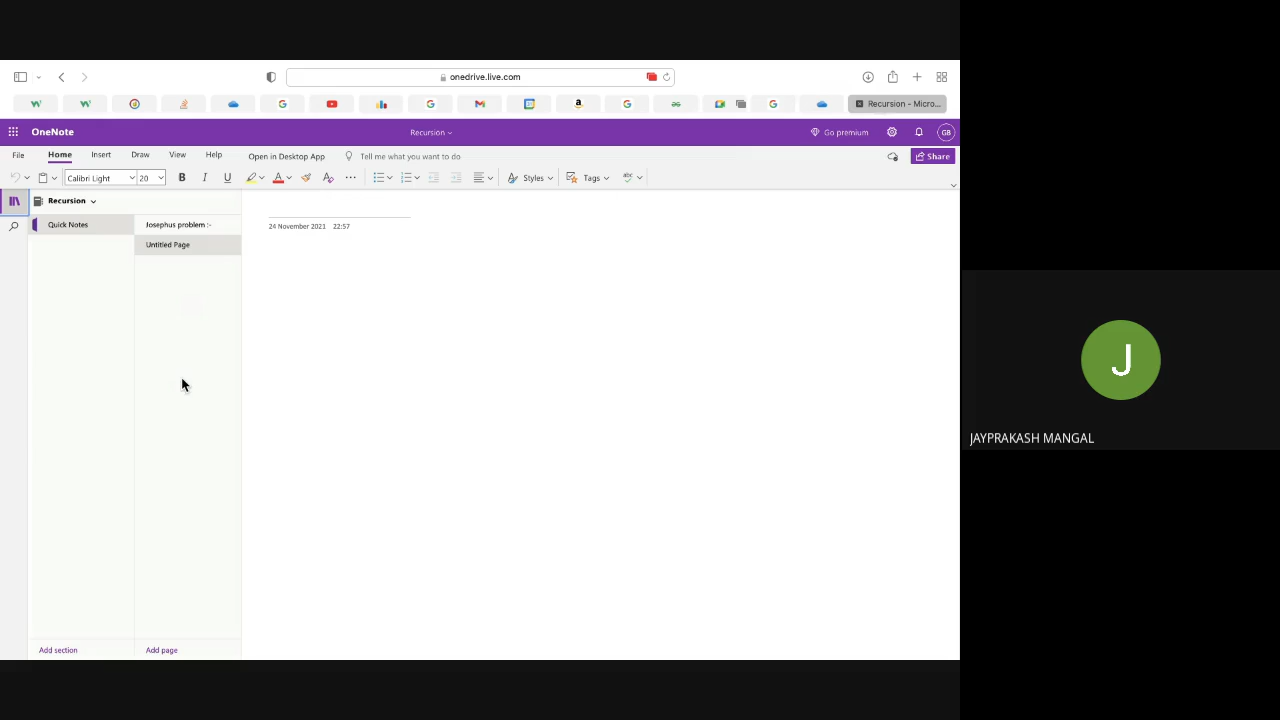 onedrive.live.com
Recursion - Micro...
OneNote
Recursion
Go premium
GB
File
Home
Insert
Draw
View
Help
Open in Desktop App
Tell me what you want to do
Share
Calibri Light
20
B
I
U
A
Styles
Tags
abc
Recursion
Quick Notes
Josephus problem :-
Untitled Page
24 November 2021 22:57
Add section
Add page
J
JAYPRAKASH MANGAL